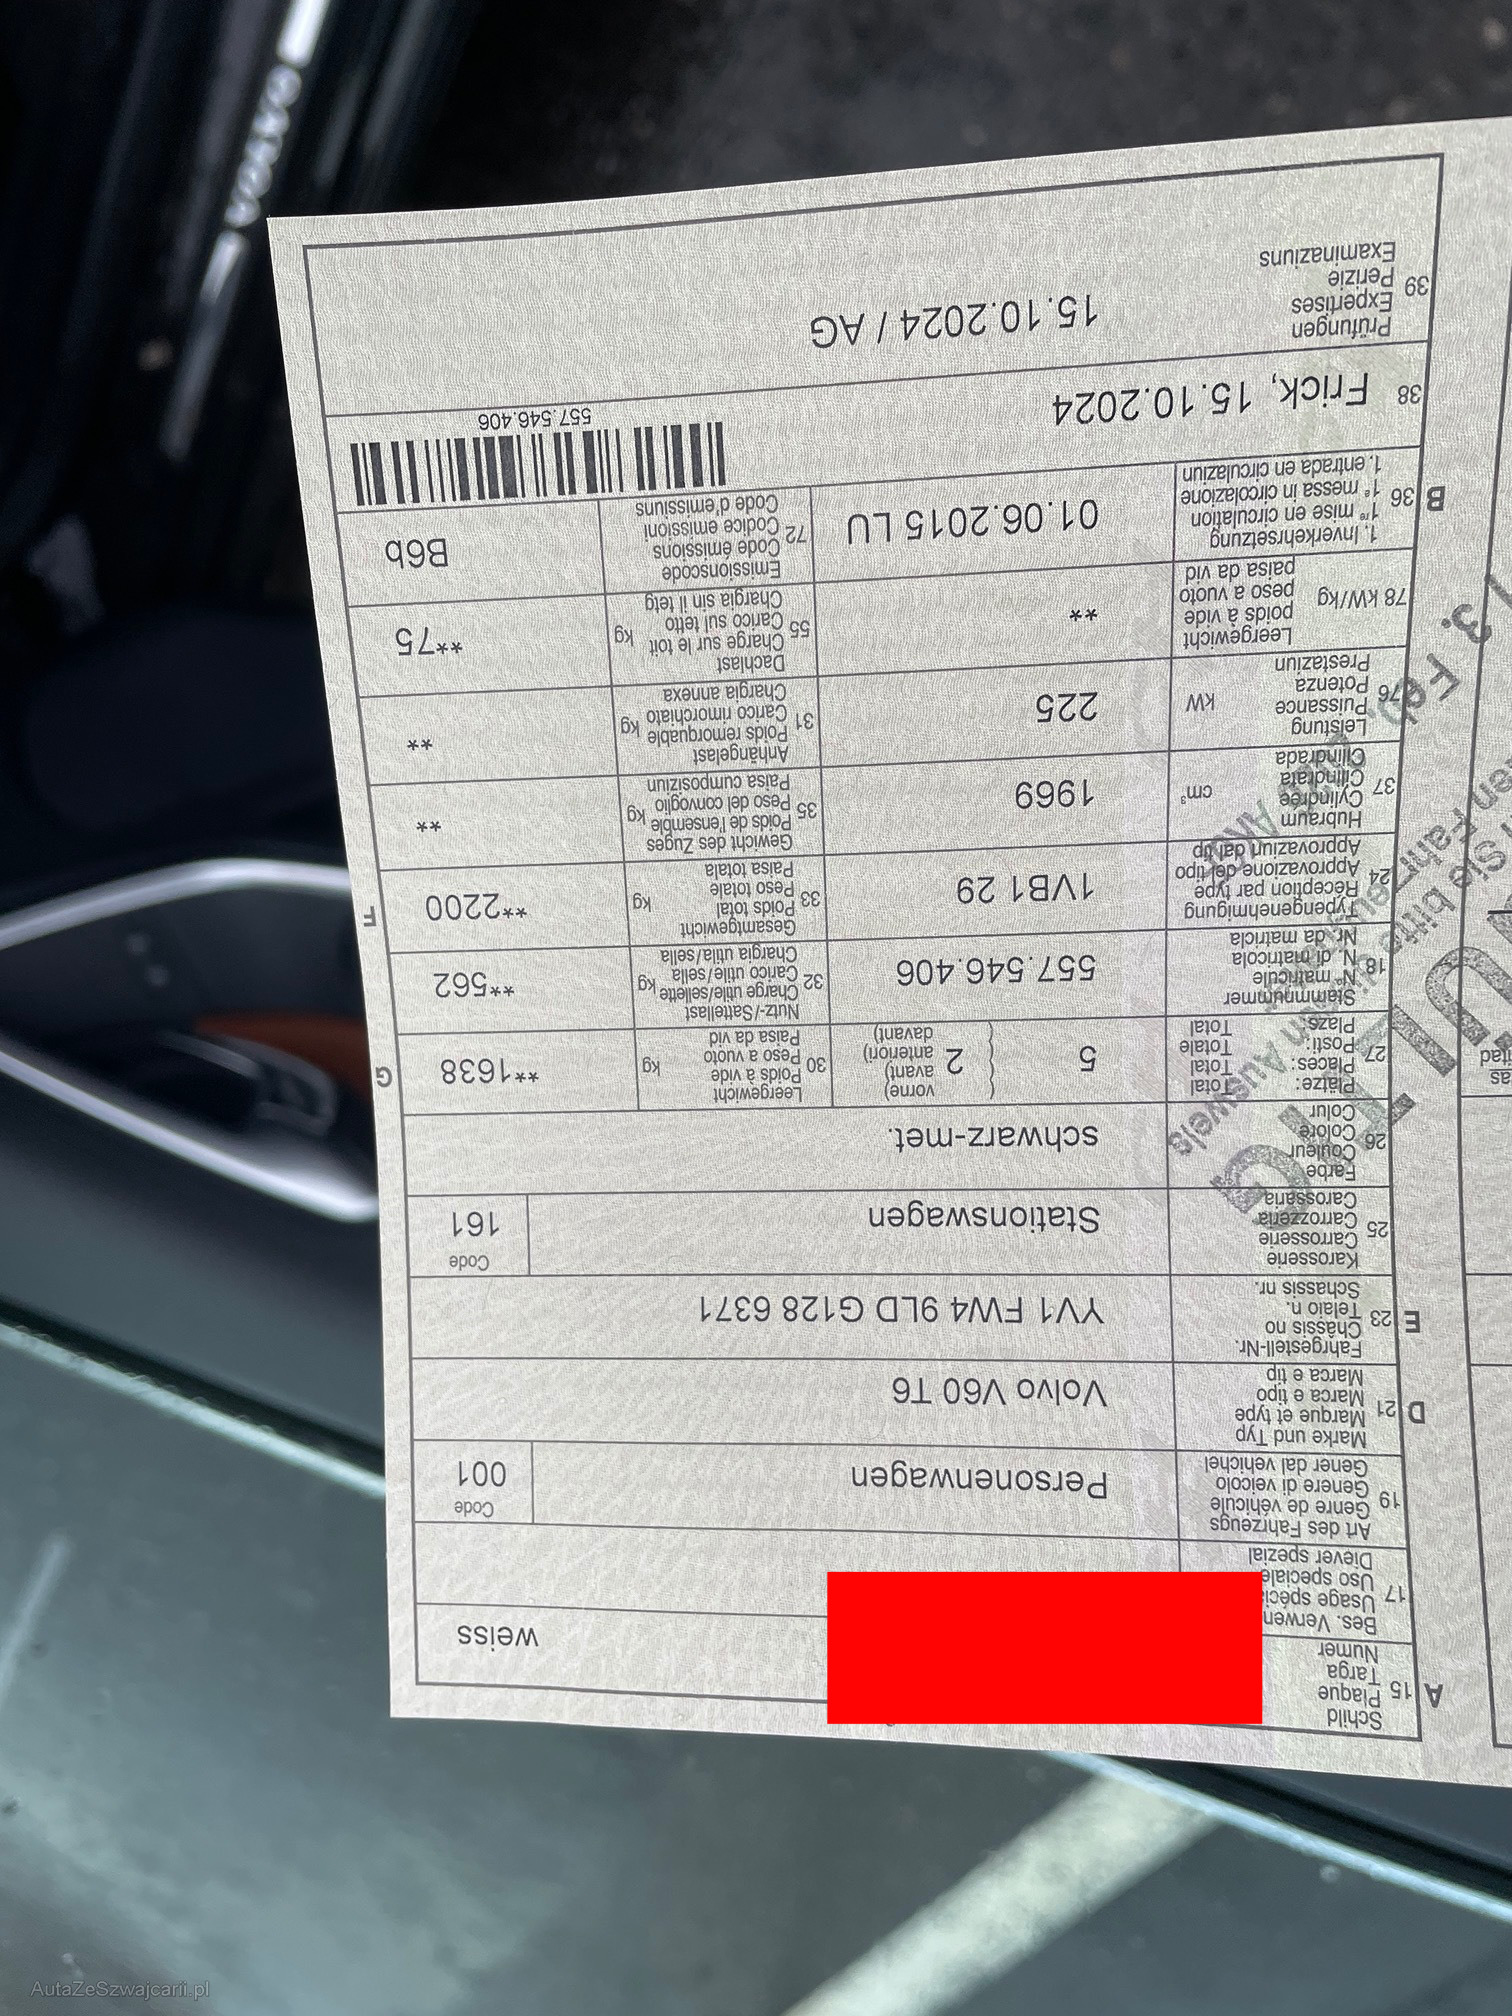 A 15 Schild
Plaque
Targa
Numer
weiss
17 Bes. Verwen
Usage spécia
Uso speciale
Diever spezial
19 Art des Fahrzeugs
Genre de véhicule
Genere di veicolo
Gener dal vehichel
Personenwagen
Code
001
D 21 Marke und Typ
Marque et type
Marca e tipo
Marca e tip
Volvo V60 T6
E 23 Fahrgestell-Nr.
Châssis no
Telaio n.
Schassis nr.
YV1 FW4 9LD G128 6371
25 Karosserie
Carrosserie
Carrozzeria
Carossaria
Stationswagen
Code
161
26 Farbe
Couleur
Colore
Colur
schwarz-met.
27 Plätze: Total
Places: Total
Posti: Totale
Plazs: Total
5
2
vorne)
avant)
anteriori)
davant)
30 Leergewicht
Poids à vide
Peso a vuoto
Paisa da vid
kg
**1638
G
18 Stammnummer
N° matricule
N. di matricola
Nr. da matricla
557.546.406
32 Nutz-/Sattellast
Charge utile/sellette
Carico utile/sella
Chargia utila/sella
kg
**562
24 Typengenehmigung
Réception par type
Approvazione del tipo
Approvaziun dal tip
1VB1 29
33 Gesamtgewicht
Poids total
Peso totale
Paisa totala
kg
**2200
F
37 Hubraum
Cylindrée
Cilindrata
Cilindrada
cm³
1969
35 Gewicht des Zuges
Poids de l'ensemble
Peso del convoglio
Paisa cumposiziun
kg
**
76 Leistung
Puissance
Potenza
Prestaziun
kW
225
31 Anhängelast
Poids remorquable
Carico rimorchiato
Chargia annexa
kg
**
78 kW/kg Leergewicht
poids à vide
peso a vuoto
paisa da vid
**
55 Dachlast
Charge sur le toit
Carico sul tetto
Chargia sin il tetg
kg
**75
B 36 1. Inverkehrsetzung
1re mise en circulation
1a messa in circolazione
1. entrada en circulaziun
01.06.2015 LU
72 Emissionscode
Code émissions
Codice emissioni
Code d'emissiuns
B6b
38 Frick, 15.10.2024
557.546.406
39 Prüfungen
Expertises
Perizie
Examinaziuns
15.10.2024 / AG
AutaZeSzwajcarii.pl